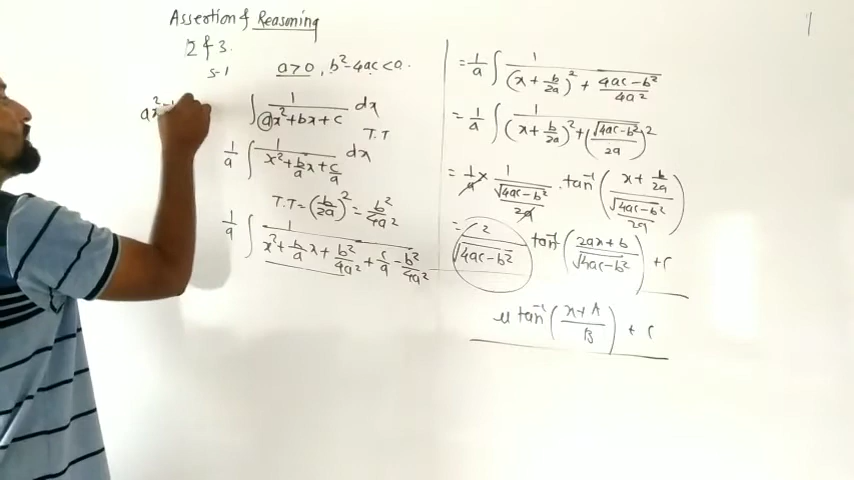 Assertion & Reasoning
2 & 3.
S-1
a>0, b²-4ac<a.
ax²
∫ 1/(ax²+bx+c) dx
T.T
1/a ∫ 1/(x²+b/a x+c/a) dx
T.T = (b/2a)² = b²/4a²
1/a ∫ 1/(x²+b/a x+b²/4a²+c/a-b²/4a²)
= 1/a ∫ 1/((x+b/2a)²+(4ac-b²)/4a²)
= 1/a ∫ 1/((x+b/2a)²+(√(4ac-b²)/2a)²)
= 1/a × 1/(√(4ac-b²)/2a) · tan⁻¹((x+b/2a)/(√(4ac-b²)/2a))
= 2/√(4ac-b²) tan⁻¹((2ax+b)/√(4ac-b²)) + c
μ tan⁻¹((x+A)/B) + c